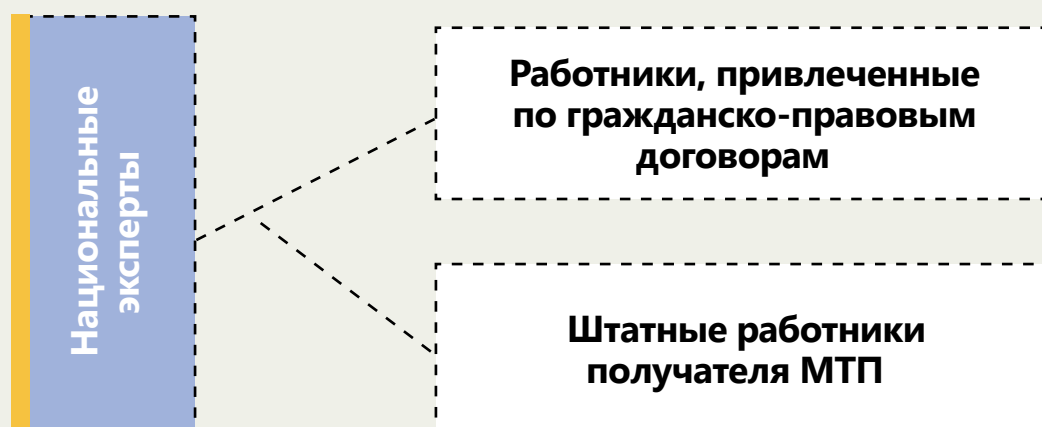 Национальные
эксперты
Работники, привлеченные
по гражданско-правовым
договорам
Штатные работники
получателя МТП